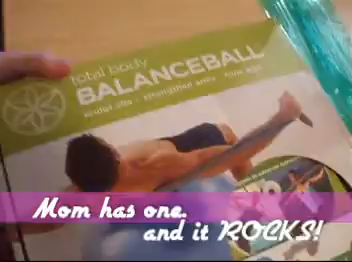 total body
BALANCEBALL
sculpt abs • strengthen arms • tone legs
Mom has one.
and it ROCKS!